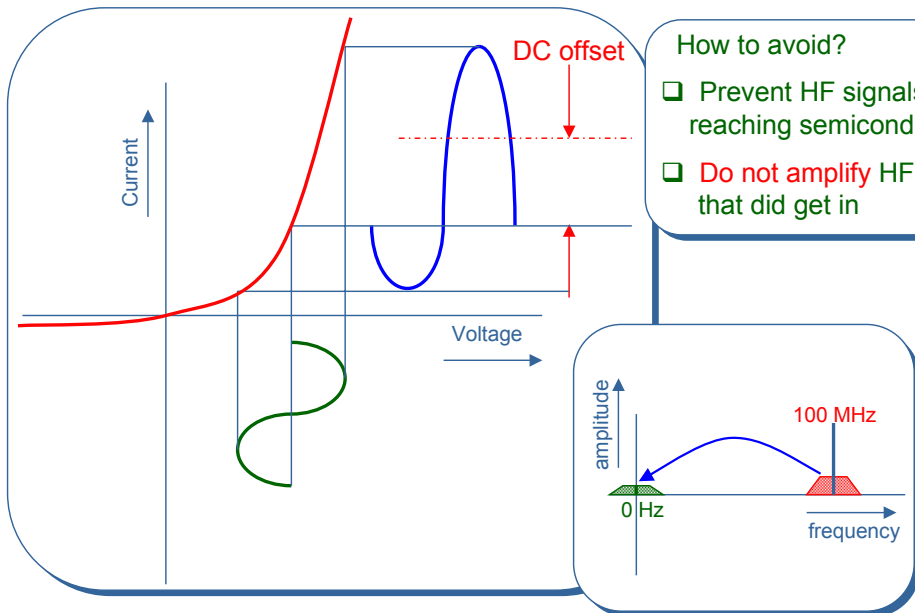 DC offset
Current
Voltage
How to avoid?
❑ Prevent HF signals
reaching
❑ Do not amplify HF
that did get in
amplitude
100 MHz
0 Hz
frequency